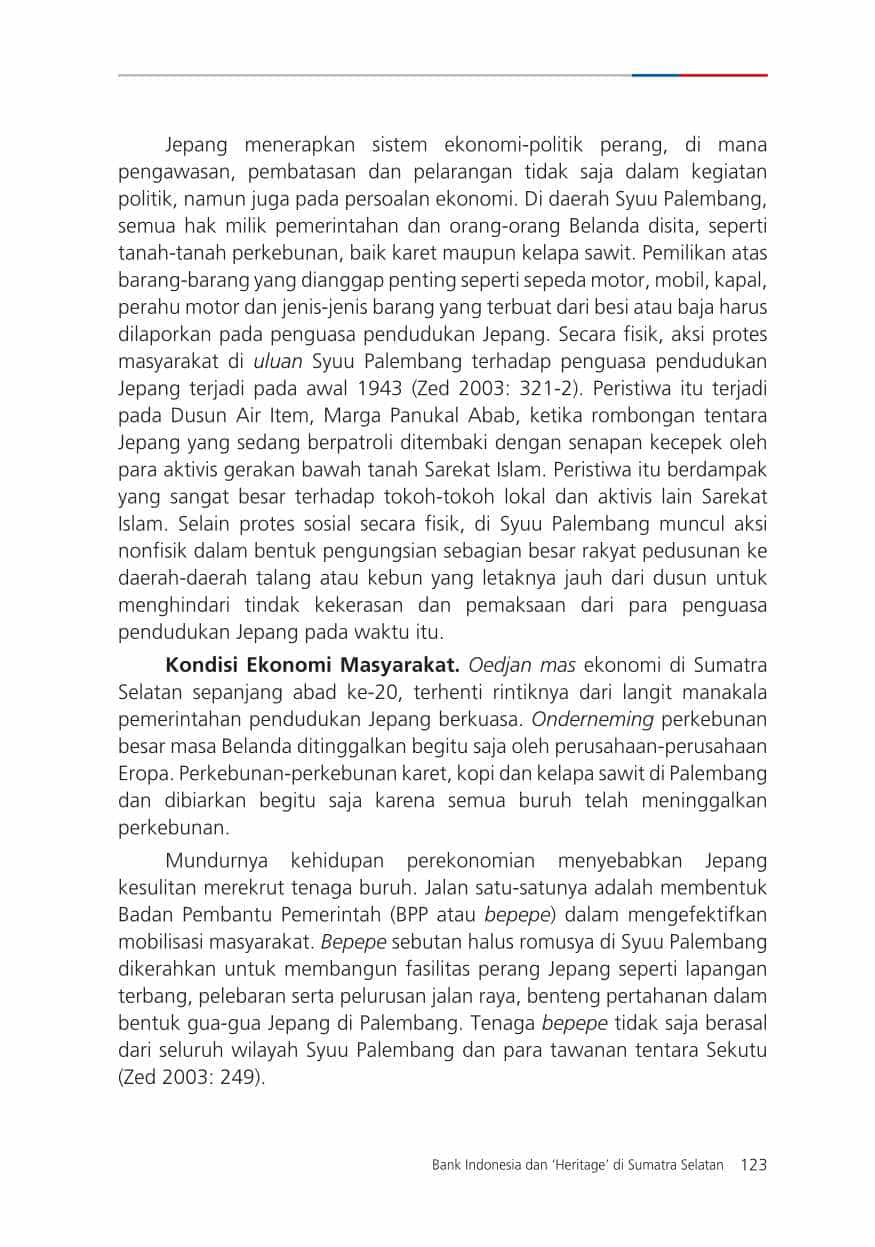 Jepang menerapkan sistem ekonomi-politik perang, di mana
pengawasan, pembatasan dan pelarangan tidak saja dalam kegiatan
politik, namun juga pada persoalan ekonomi. Di daerah Syuu Palembang,
semua hak milik pemerintahan dan orang-orang Belanda disita, seperti
tanah-tanah perkebunan, baik karet maupun kelapa sawit. Pemilikan atas
barang-barang yang dianggap penting seperti sepeda motor, mobil, kapal,
perahu motor dan jenis-jenis barang yang terbuat dari besi atau baja harus
dilaporkan pada penguasa pendudukan Jepang. Secara fisik, aksi protes
masyarakat di uluan Syuu Palembang terhadap penguasa pendudukan
Jepang terjadi pada awal 1943 (Zed 2003: 321-2). Peristiwa itu terjadi
pada Dusun Air Item, Marga Panukal Abab, ketika rombongan tentara
Jepang yang sedang berpatroli ditembaki dengan senapan kecepek oleh
para aktivis gerakan bawah tanah Sarekat Islam. Peristiwa itu berdampak
yang sangat besar terhadap tokoh-tokoh lokal dan aktivis lain Sarekat
Islam. Selain protes sosial secara fisik, di Syuu Palembang muncul aksi
nonfisik dalam bentuk pengungsian sebagian besar rakyat pedusunan ke
daerah-daerah talang atau kebun yang letaknya jauh dari dusun untuk
menghindari tindak kekerasan dan pemaksaan dari para penguasa
pendudukan Jepang pada waktu itu.
Kondisi Ekonomi Masyarakat. Oedjan mas ekonomi di Sumatra
Selatan sepanjang abad ke-20, terhenti rintiknya dari langit manakala
pemerintahan pendudukan Jepang berkuasa. Onderneming perkebunan
besar masa Belanda ditinggalkan begitu saja oleh perusahaan-perusahaan
Eropa. Perkebunan-perkebunan karet, kopi dan kelapa sawit di Palembang
dan dibiarkan begitu saja karena semua buruh telah meninggalkan
perkebunan.
Mundurnya kehidupan perekonomian menyebabkan Jepang
kesulitan merekrut tenaga buruh. Jalan satu-satunya adalah membentuk
Badan Pembantu Pemerintah (BPP atau bepepe) dalam mengefektifkan
mobilisasi masyarakat. Bepepe sebutan halus romusya di Syuu Palembang
dikerahkan untuk membangun fasilitas perang Jepang seperti lapangan
terbang, pelebaran serta pelurusan jalan raya, benteng pertahanan dalam
bentuk gua-gua Jepang di Palembang. Tenaga bepepe tidak saja berasal
dari seluruh wilayah Syuu Palembang dan para tawanan tentara Sekutu
(Zed 2003: 249).
Bank Indonesia dan ‘Heritage’ di Sumatra Selatan 123